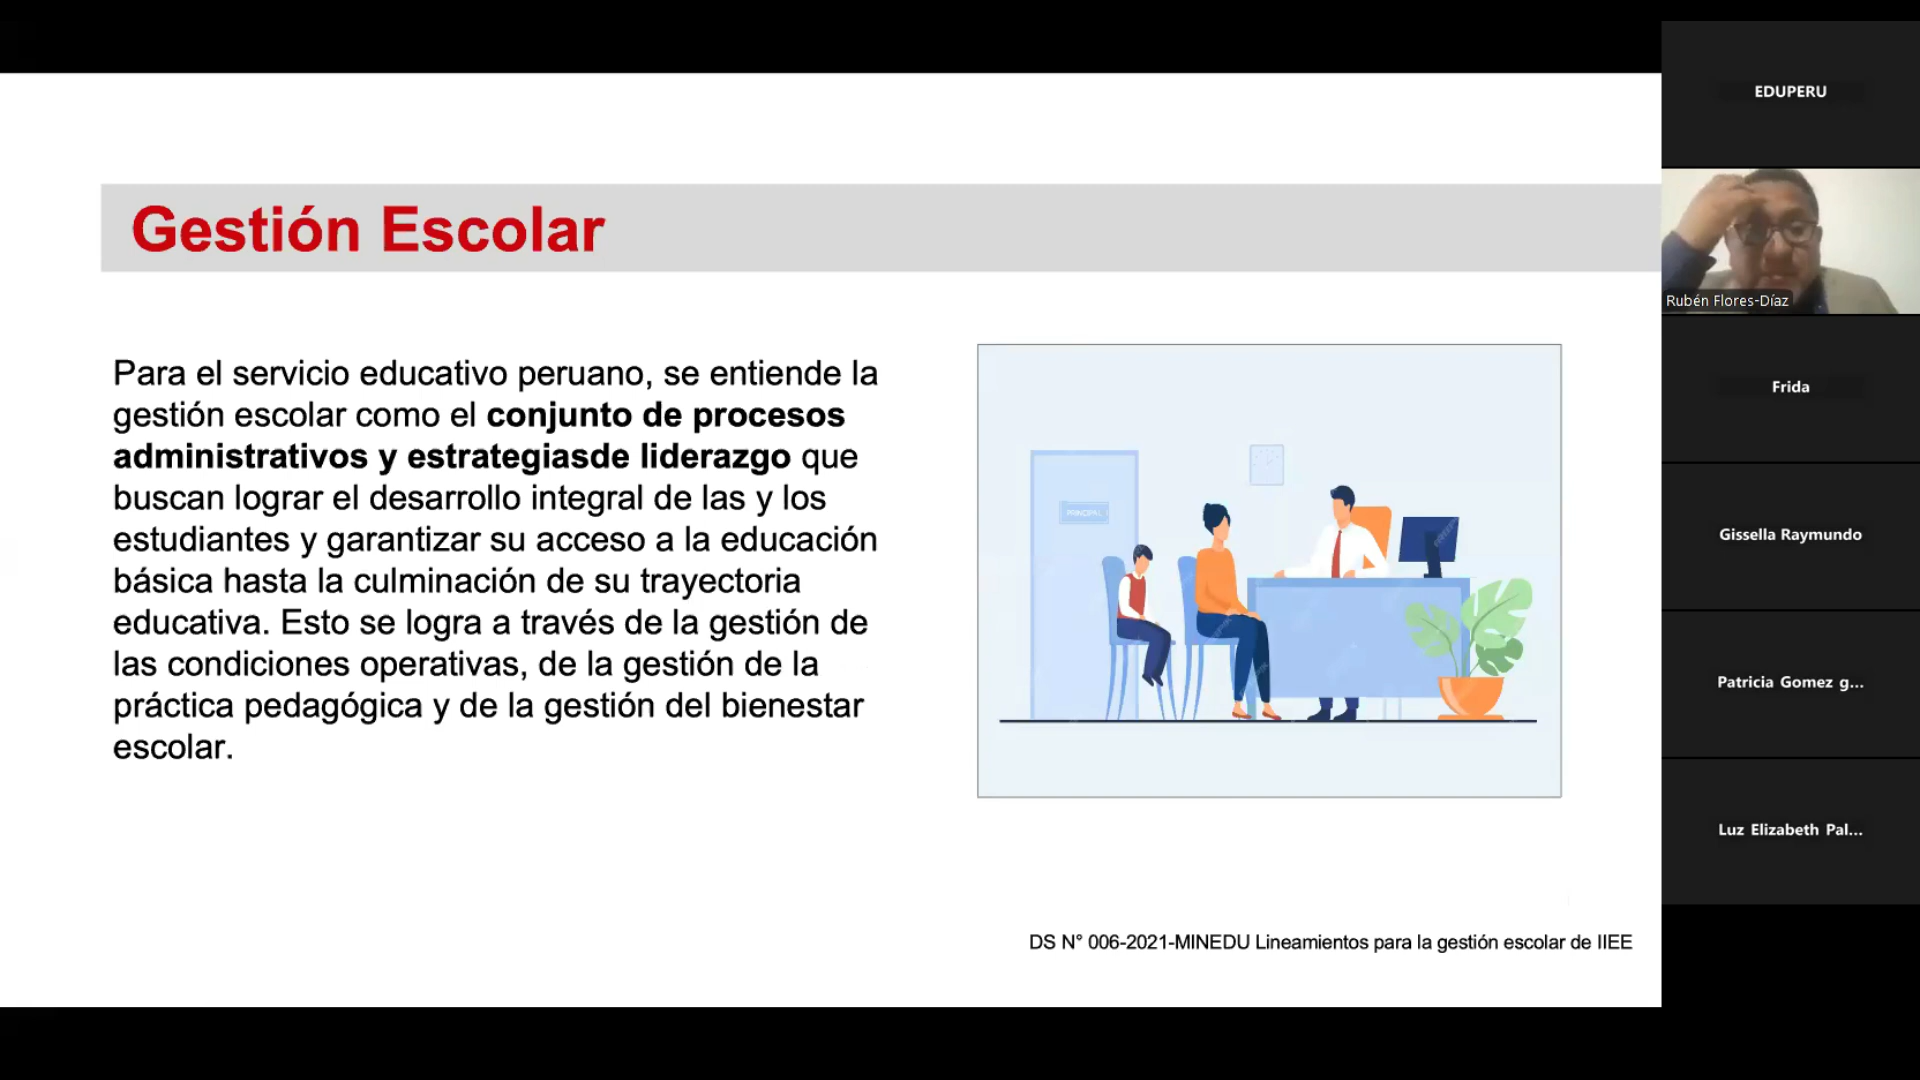 Gestión Escolar
Para el servicio educativo peruano, se entiende la
gestión escolar como el conjunto de procesos
administrativos y estrategiasde liderazgo que
buscan lograr el desarrollo integral de las y los
estudiantes y garantizar su acceso a la educación
básica hasta la culminación de su trayectoria
educativa. Esto se logra a través de la gestión de
las condiciones operativas, de la gestión de la
práctica pedagógica y de la gestión del bienestar
escolar.
PRINCIPAL
DS N° 006-2021-MINEDU Lineamientos para la gestión escolar de IIEE
EDUPERU
Rubén Flores-Díaz
Frida
Gissella Raymundo
Patricia Gomez g...
Luz Elizabeth Pal...